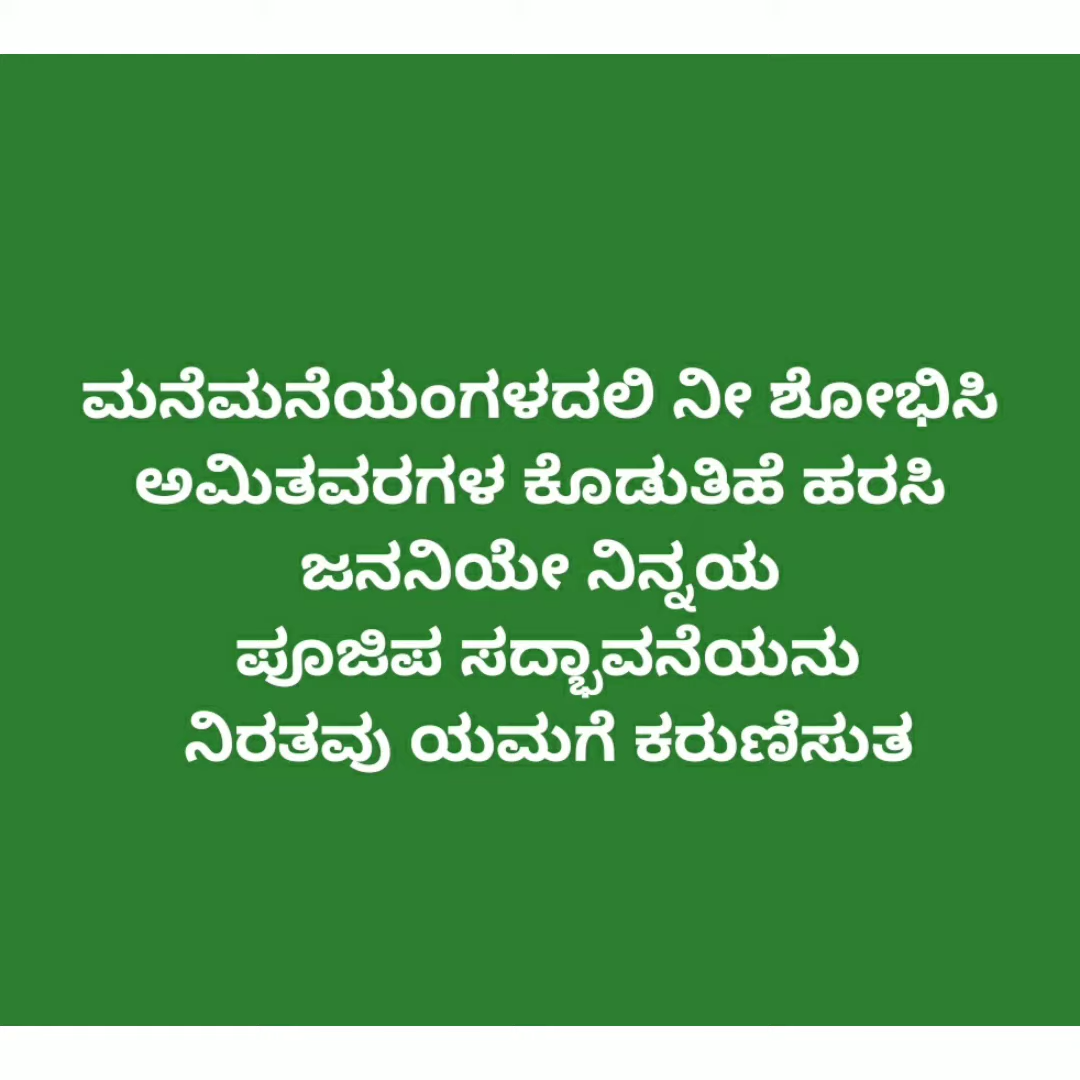 ಮನೆಮನೆಯಂಗಳದಲಿ ನೀ ಶೋಭಿಸಿ
ಅಮಿತವರಗಳ ಕೊಡುತಿಹೆ ಹರಸಿ
ಜನನಿಯೇ ನಿನ್ನಯ
ಪೂಜಿಪ ಸದ್ಭಾವನೆಯನು
ನಿರತವು ಯಮಗೆ ಕರುಣಿಸುತ